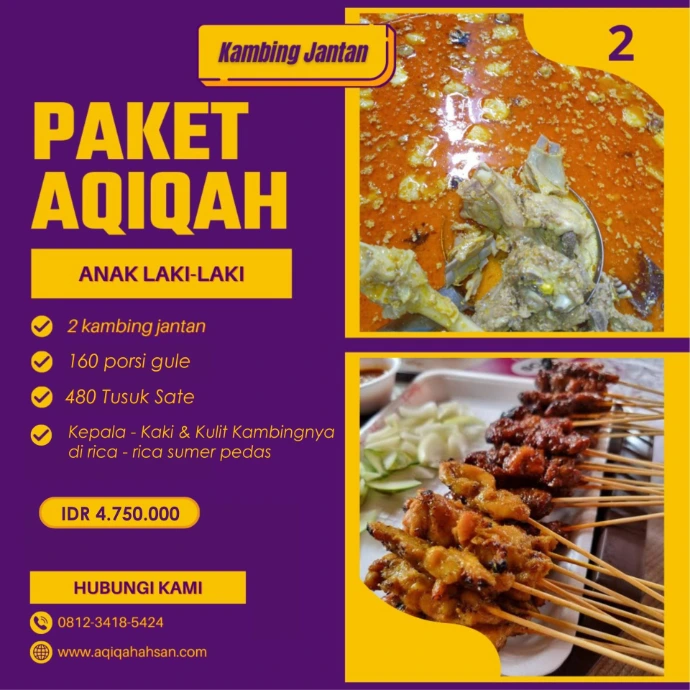 Kambing Jantan
2
PAKET
AQIQAH
ANAK LAKI-LAKI
2 kambing jantan
160 porsi gule
480 Tusuk Sate
Kepala - Kaki & Kulit Kambingnya
di rica - rica sumer pedas
IDR 4.750.000
HUBUNGI KAMI
0812-3418-5424
www.aqiqahahsan.com